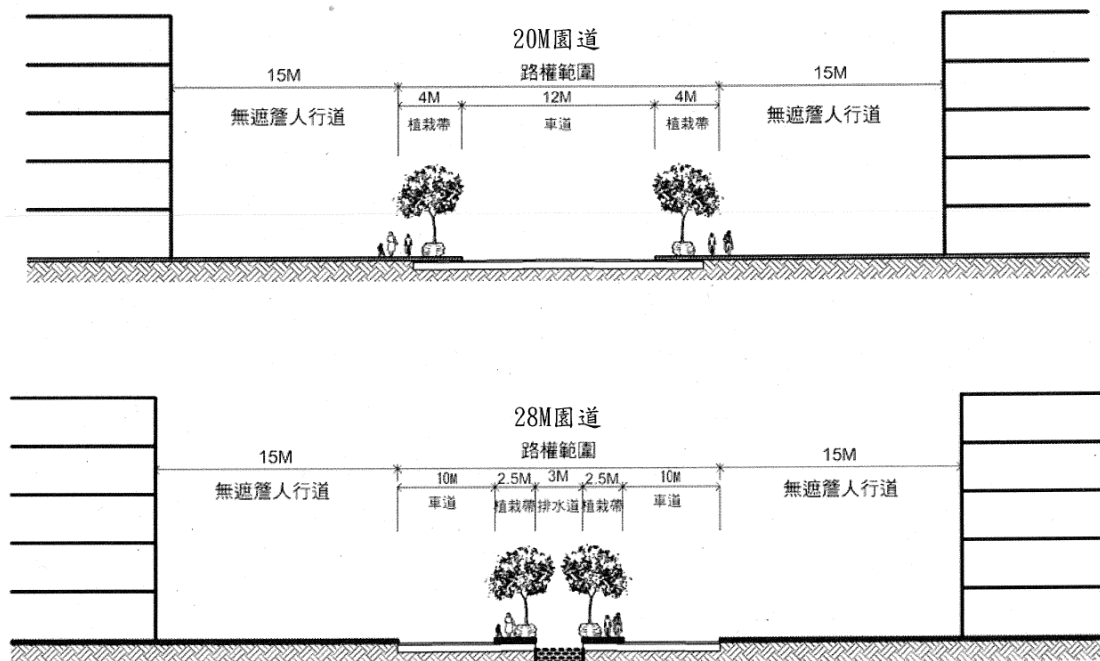 20M園道
15M 路權範圍 15M
4M 12M 4M
無遮簷人行道 植栽帶 車道 植栽帶 無遮簷人行道
28M園道
15M 路權範圍 15M
10M 2.5M 3M 2.5M 10M
無遮簷人行道 車道 植栽帶 排水道 植栽帶 車道 無遮簷人行道